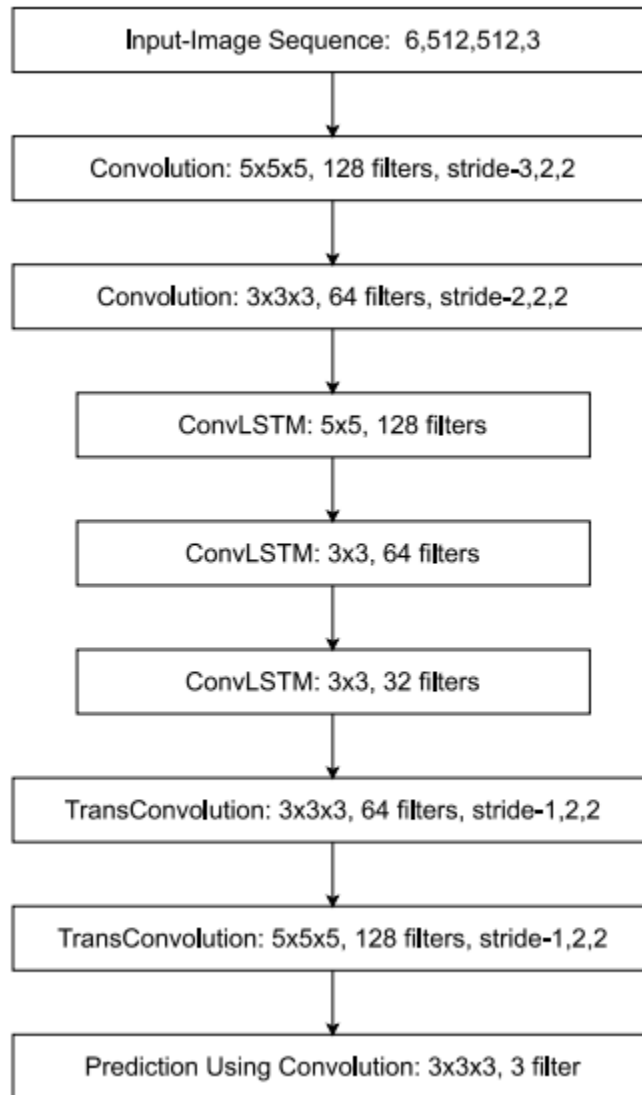 Input-Image Sequence: 6,512,512,3
Convolution: 5x5x5, 128 filters, stride-3,2,2
Convolution: 3x3x3, 64 filters, stride-2,2,2
ConvLSTM: 5x5, 128 filters
ConvLSTM: 3x3, 64 filters
ConvLSTM: 3x3, 32 filters
TransConvolution: 3x3x3, 64 filters, stride-1,2,2
TransConvolution: 5x5x5, 128 filters, stride-1,2,2
Prediction Using Convolution: 3x3x3, 3 filter